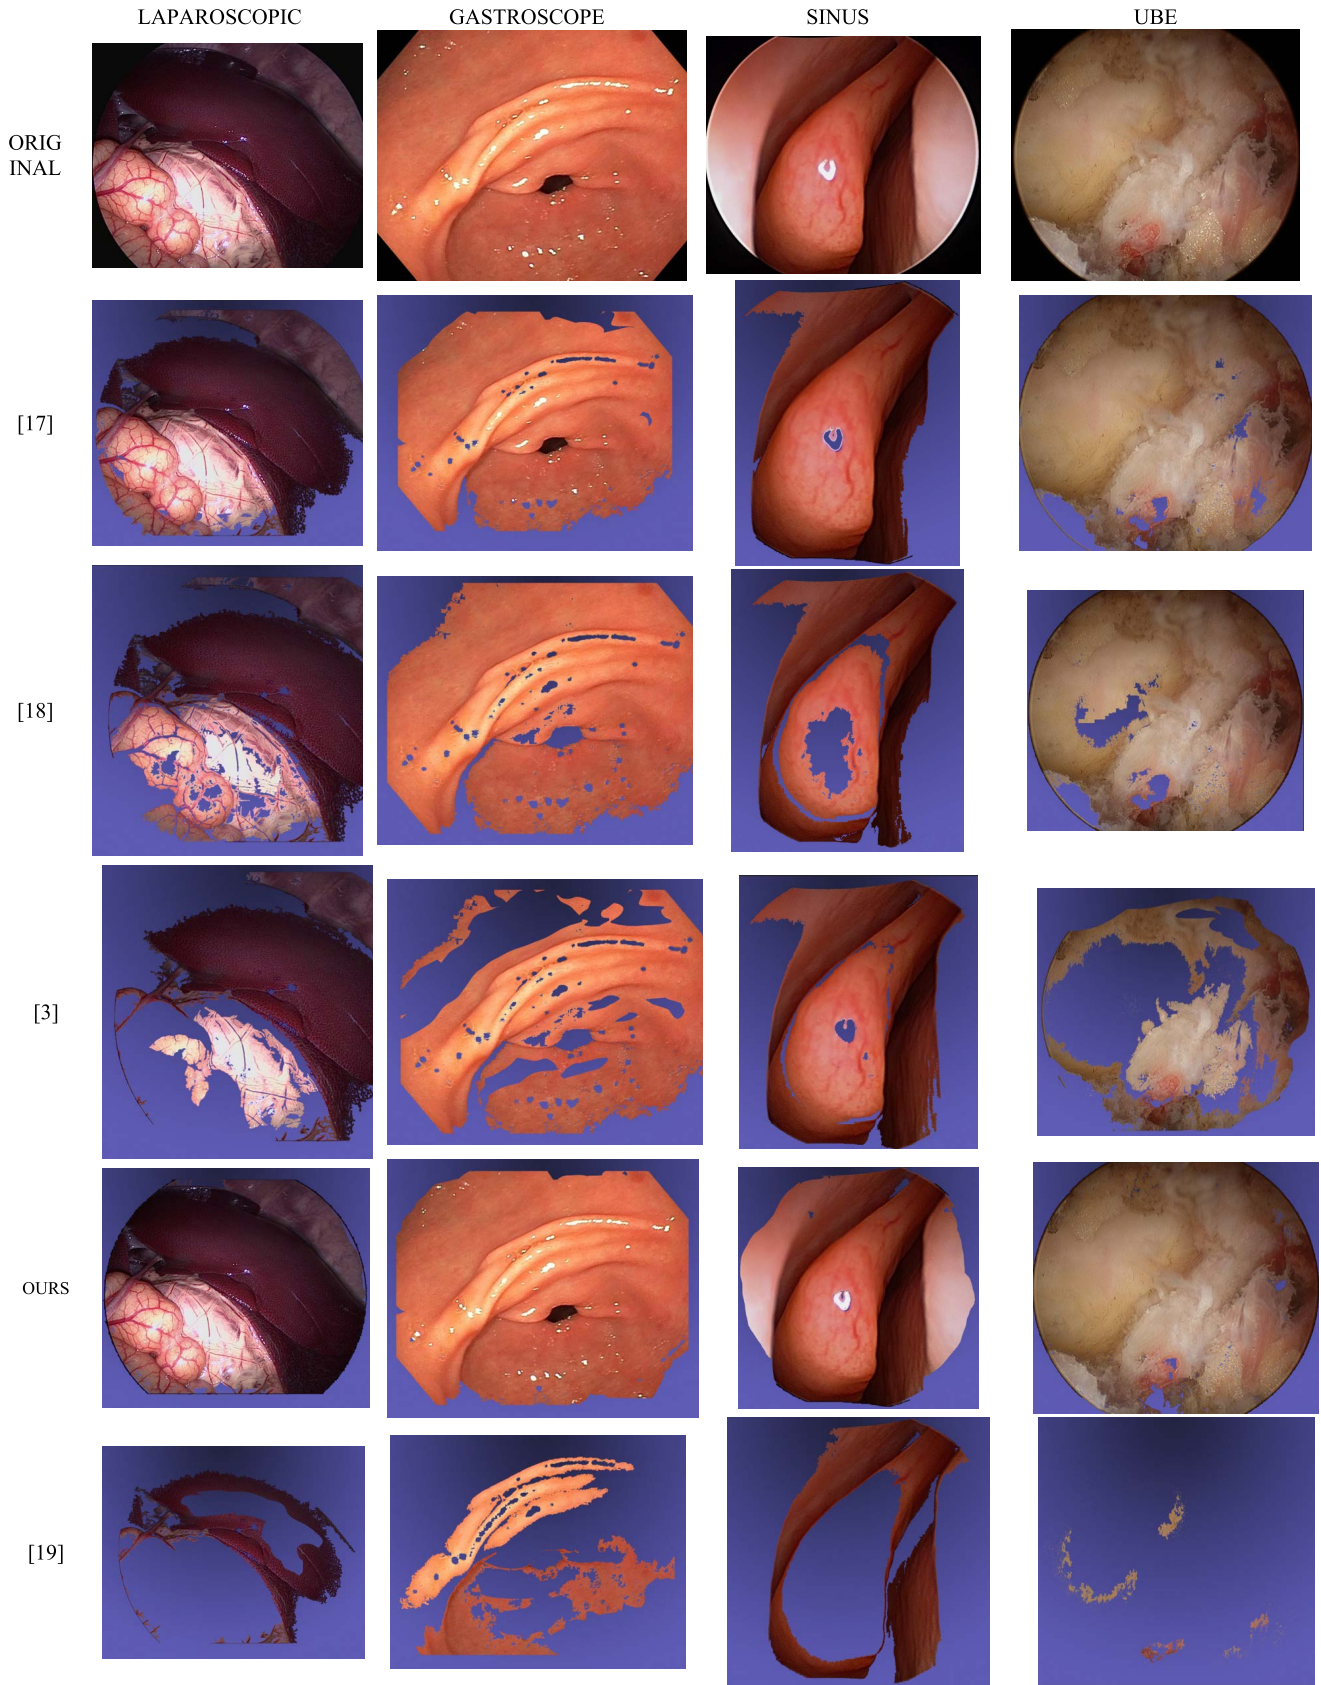 LAPAROSCOPIC GASTROSCOPE SINUS UBE
ORIG
INAL
[17]
[18]
[3]
OURS
[19]